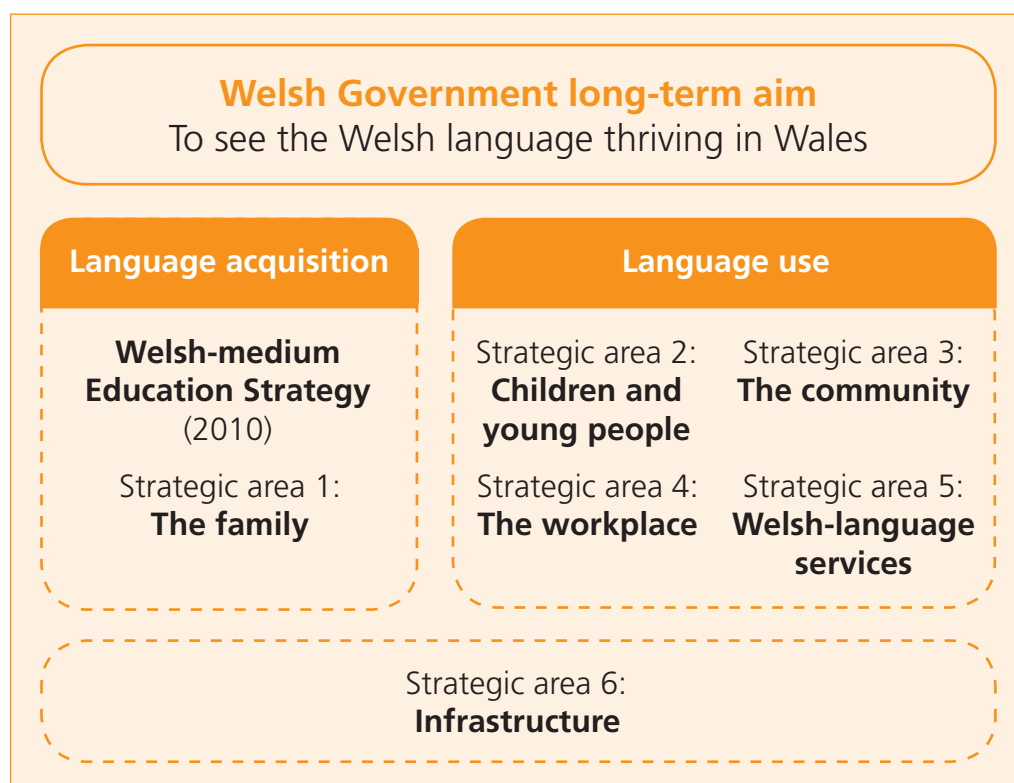 Welsh Government long-term aim
To see the Welsh language thriving in Wales
Language acquisition
Welsh-medium
Education Strategy
(2010)
Strategic area 1:
The family
Language use
Strategic area 2:
Children and
young people
Strategic area 3:
The community
Strategic area 4:
The workplace
Strategic area 5:
Welsh-language
services
Strategic area 6:
Infrastructure